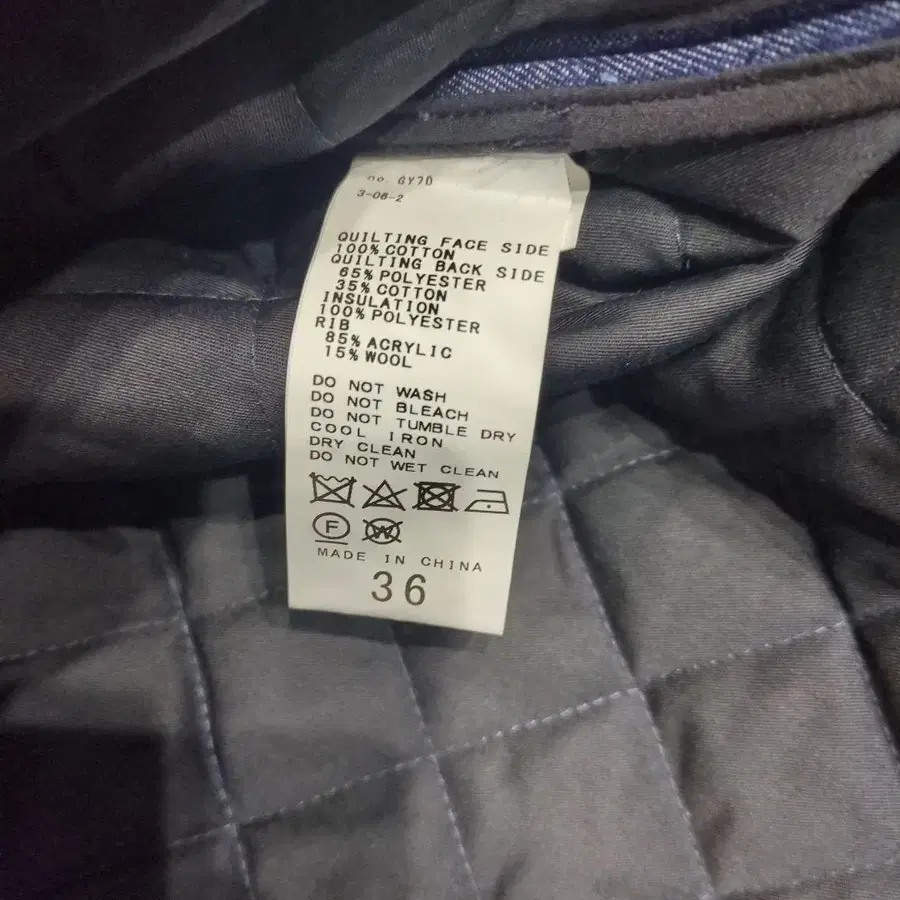 no. GY7D
3-06-2
QUILTING FACE SIDE
100% COTTON
QUILTING BACK SIDE
65% POLYESTER
35% COTTON
INSULATION
100% POLYESTER
RIB
85% ACRYLIC
15% WOOL
DO NOT WASH
DO NOT BLEACH
DO NOT TUMBLE DRY
COOL IRON
DRY CLEAN
DO NOT WET CLEAN
F W
MADE IN CHINA
36